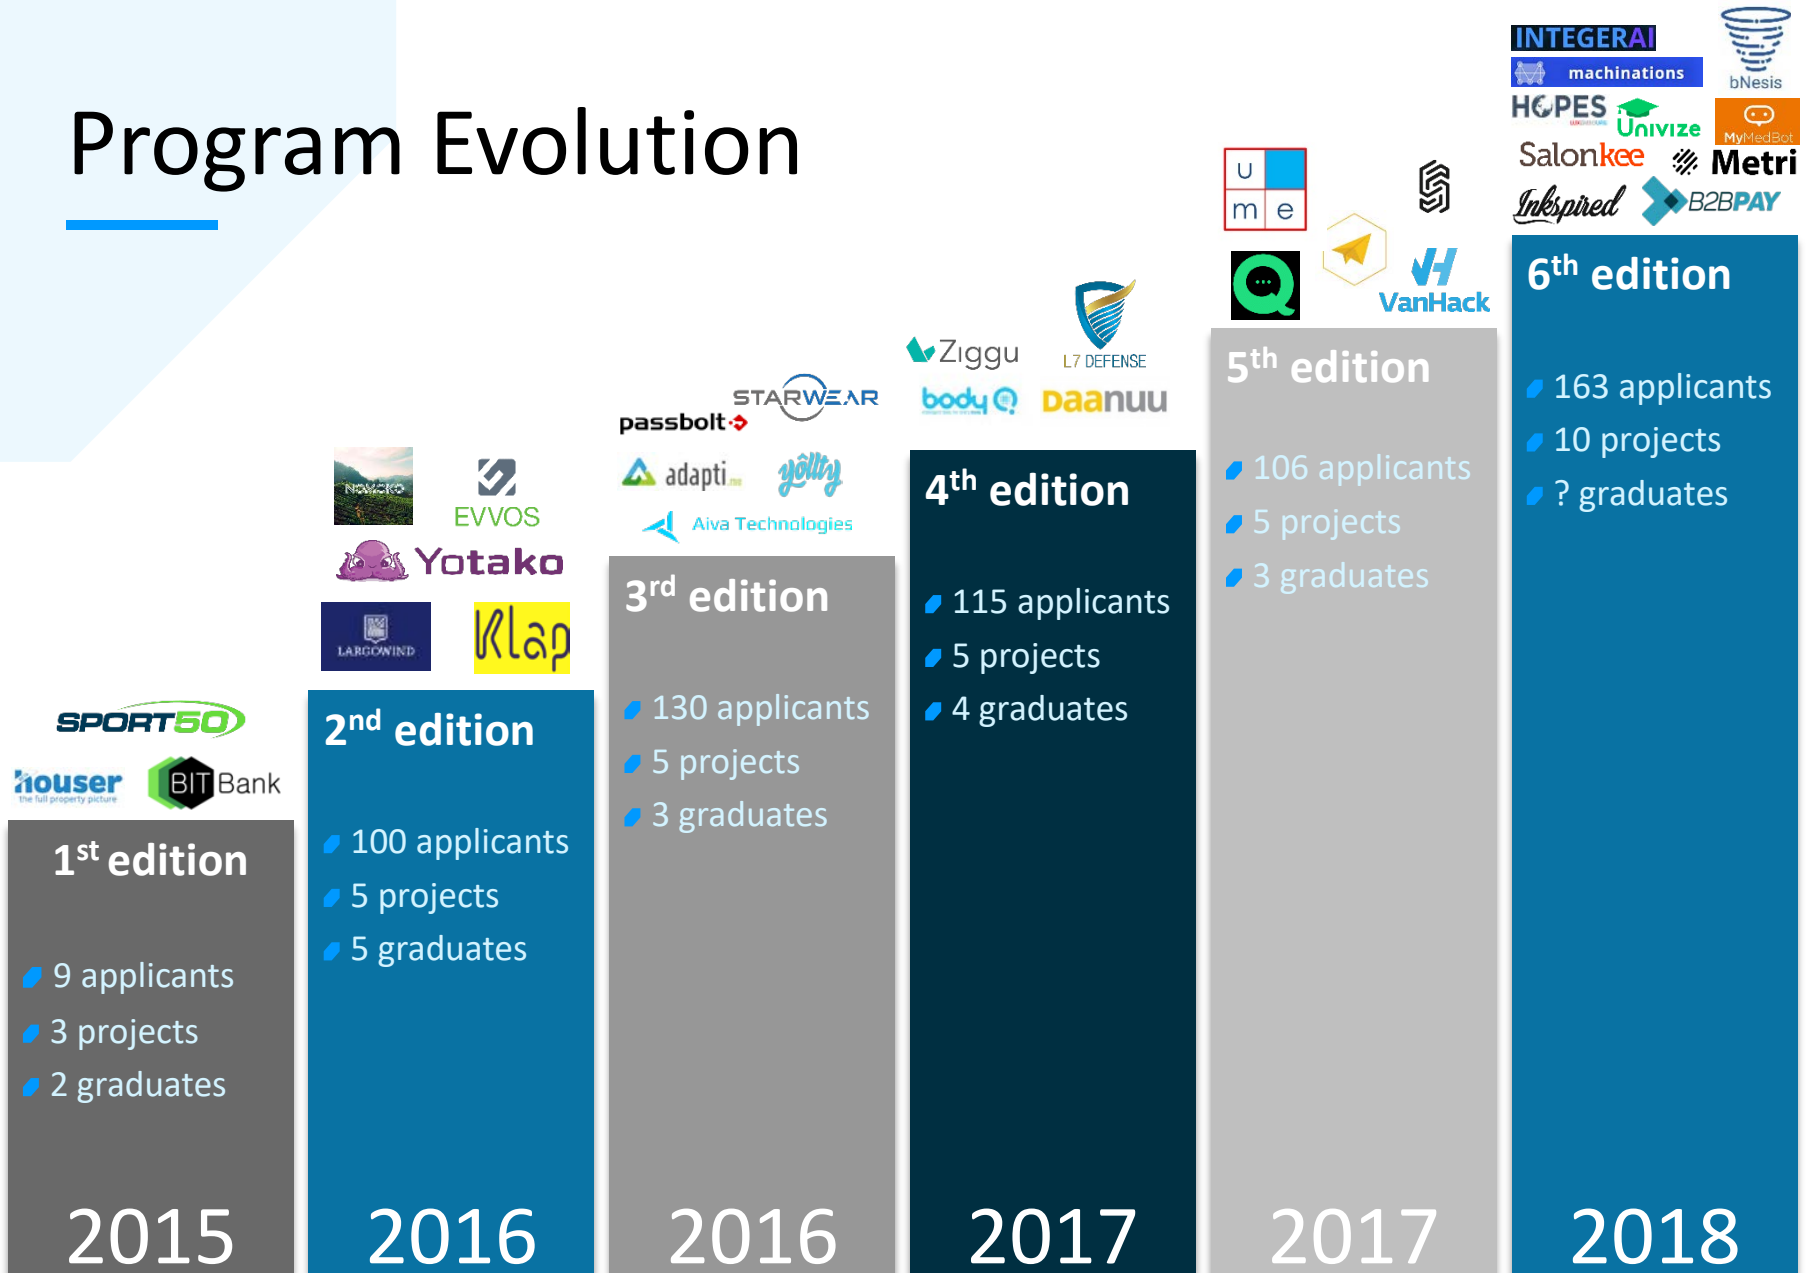 Program Evolution
SPORT50
houser
the full property picture
BIT Bank
1st edition
9 applicants
3 projects
2 graduates
2015
NOMOKO
EVVOS
Yotako
LARGOWIND
Klap
2nd edition
100 applicants
5 projects
5 graduates
2016
STARWEAR
passbolt
adapti.me
yollty
Aiva Technologies
3rd edition
130 applicants
5 projects
3 graduates
2016
L7 DEFENSE
Ziggu
body Q
Daanuu
4th edition
115 applicants
5 projects
4 graduates
2017
u
m e
Q
VanHack
5th edition
106 applicants
5 projects
3 graduates
2017
INTEGERAI
machinations
bNesis
HOPES
Univize
MyMedBot
Salonkee
Metri
Inkspired
B2BPAY
6th edition
163 applicants
10 projects
? graduates
2018